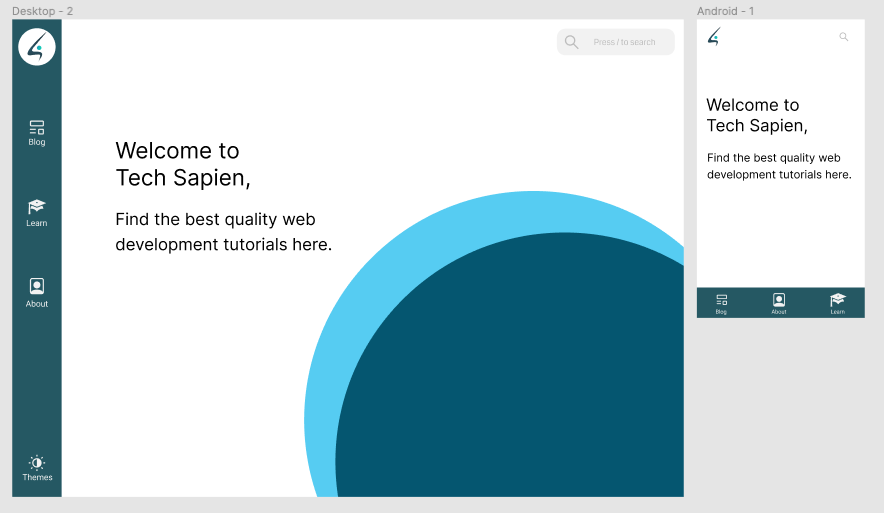 Desktop - 2
Blog
Learn
About
Themes
Press / to search
Welcome to
Tech Sapien,
Find the best quality web
development tutorials here.
Android - 1
Welcome to
Tech Sapien,
Find the best quality web
development tutorials here.
Blog
About
Learn